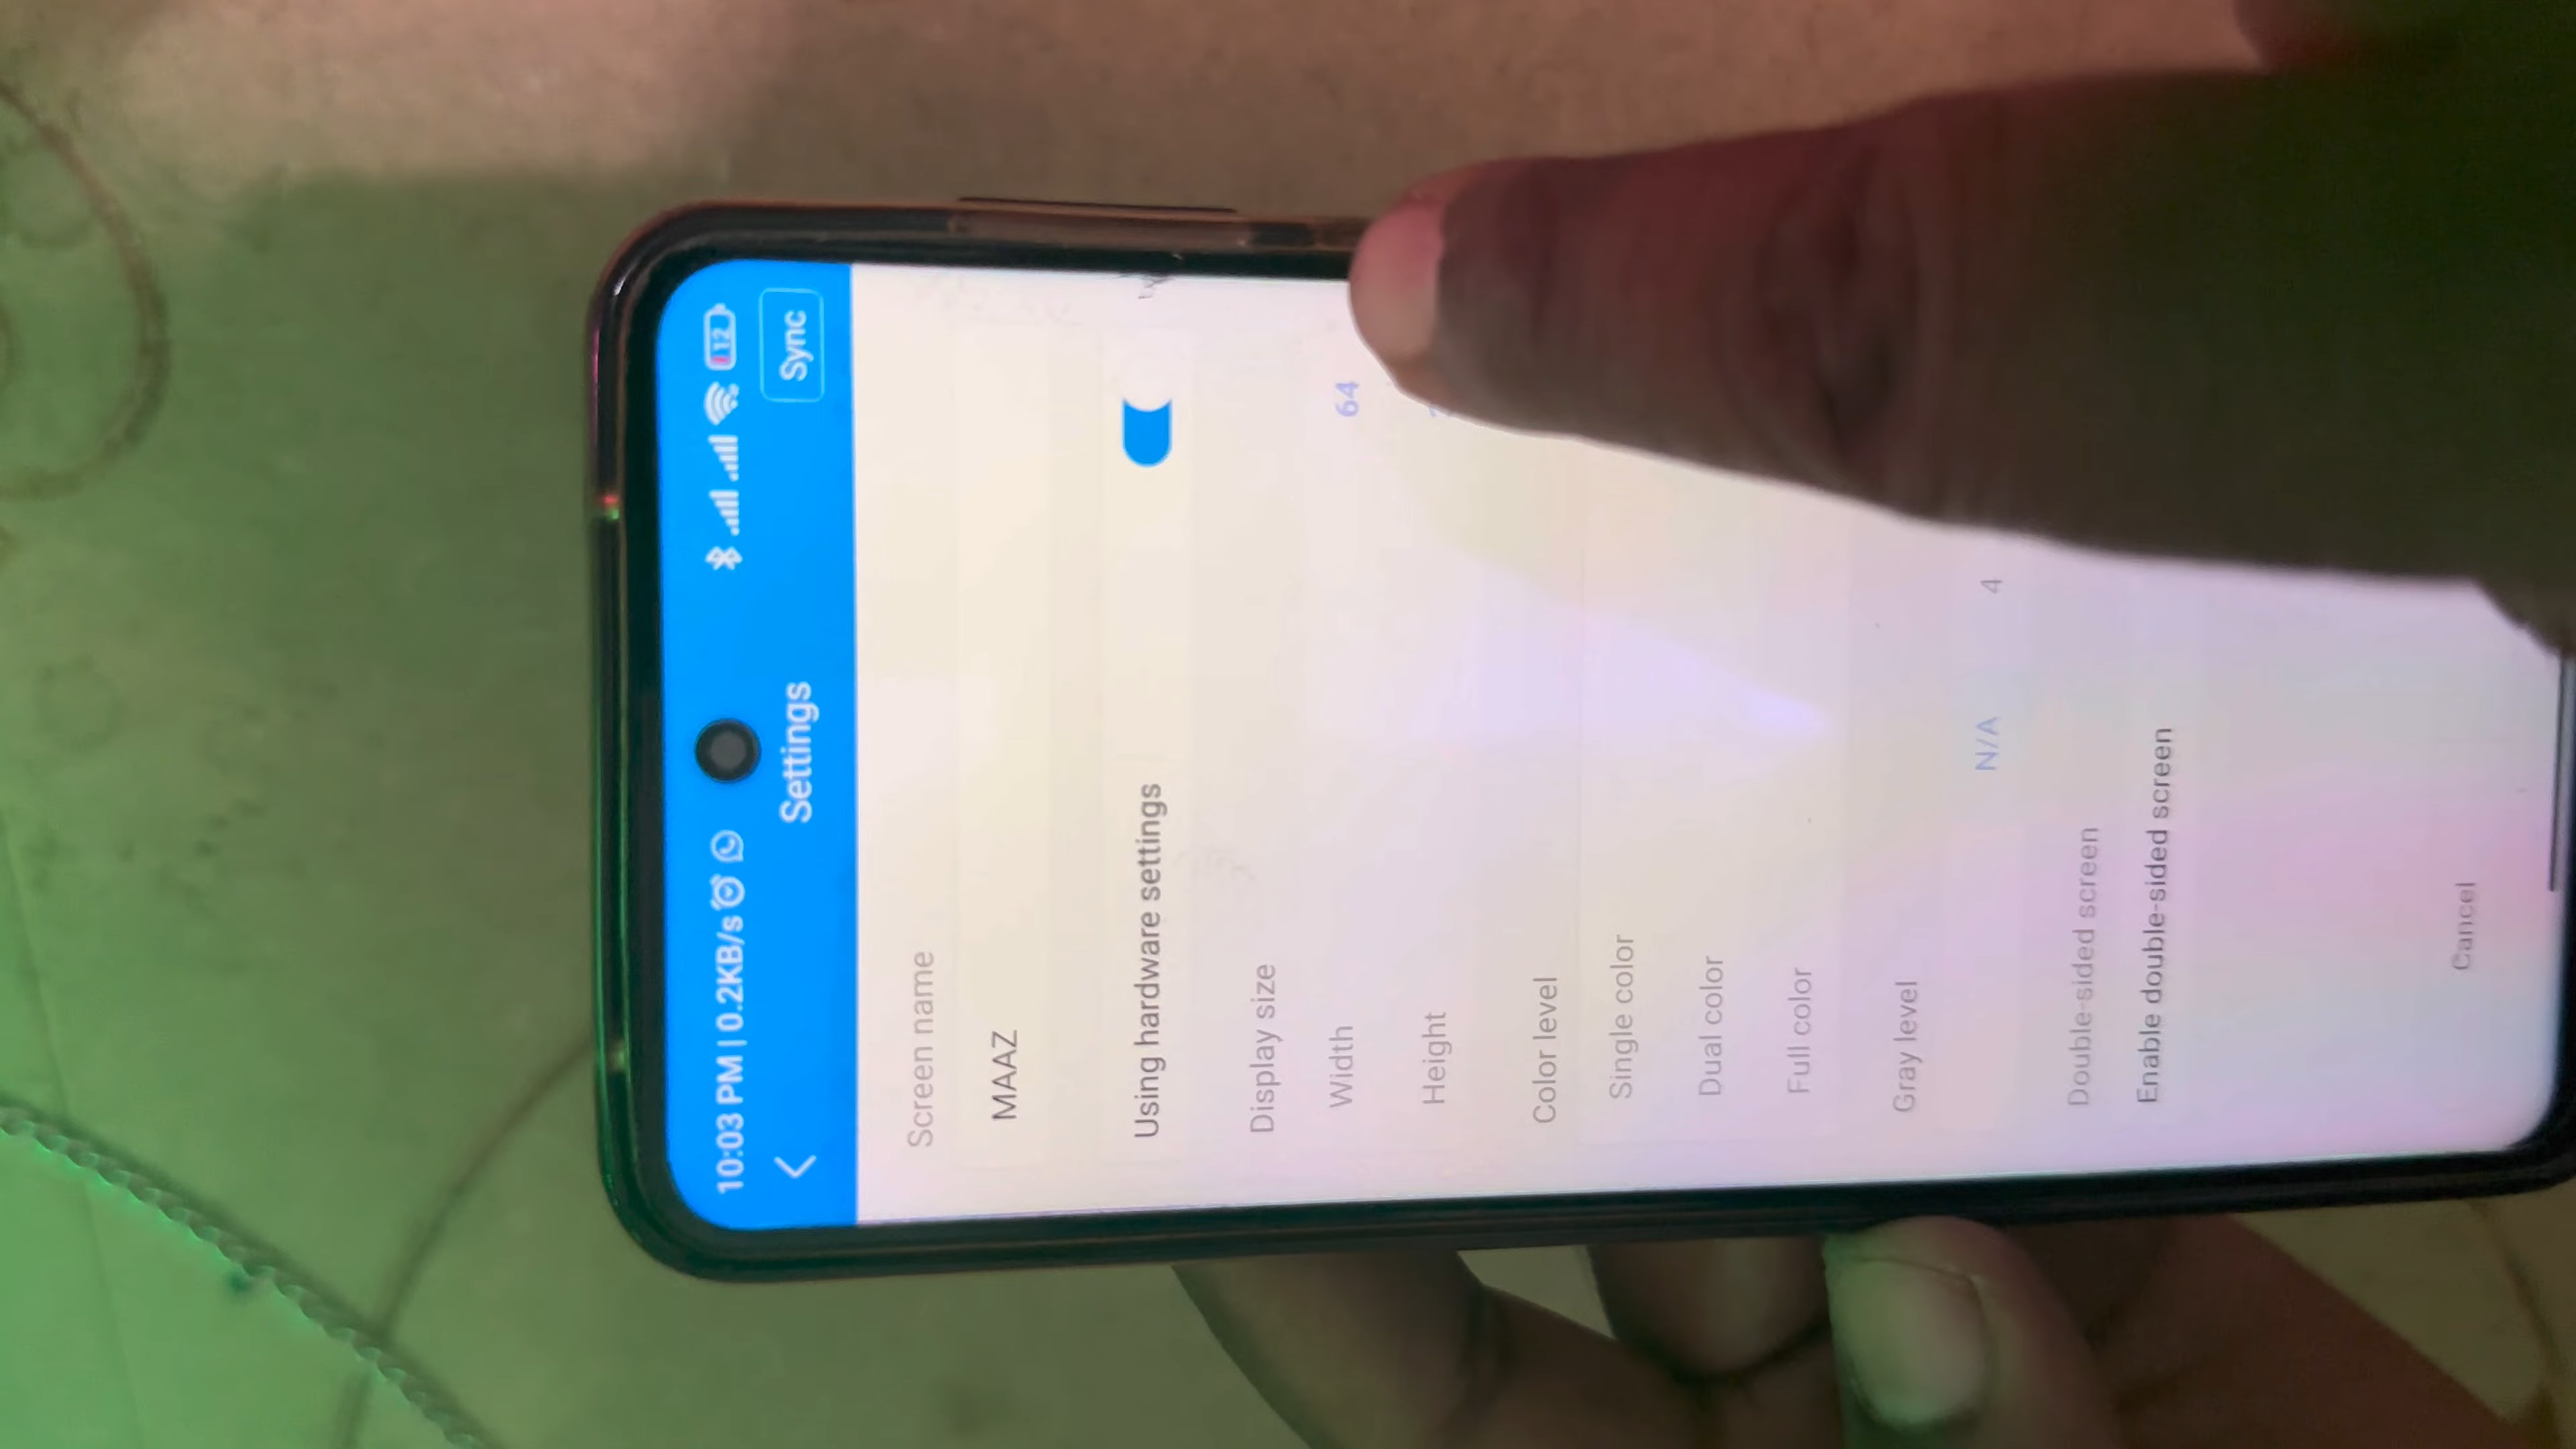 10:03 PM | 0.2KB/s 12
Settings Sync
Screen name
MAAZ
Using hardware settings
Display size
Width 64
Height
Color level
Single color
Dual color
Full color
Gray level
N/A 4
Double-sided screen
Enable double-sided screen
Cancel